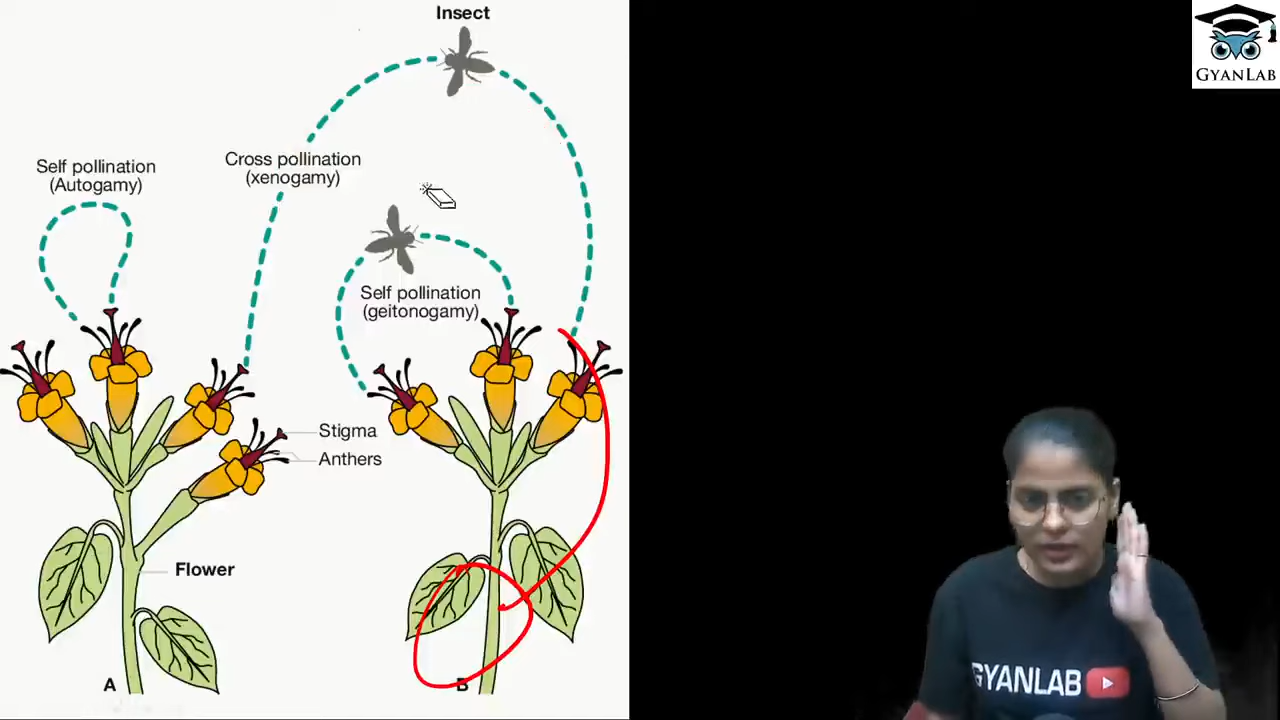 Insect
GYANLAB
Self pollination
(Autogamy)
Cross pollination
(xenogamy)
Self pollination
(geitonogamy)
Stigma
Anthers
Flower
A
B
GYANLAB